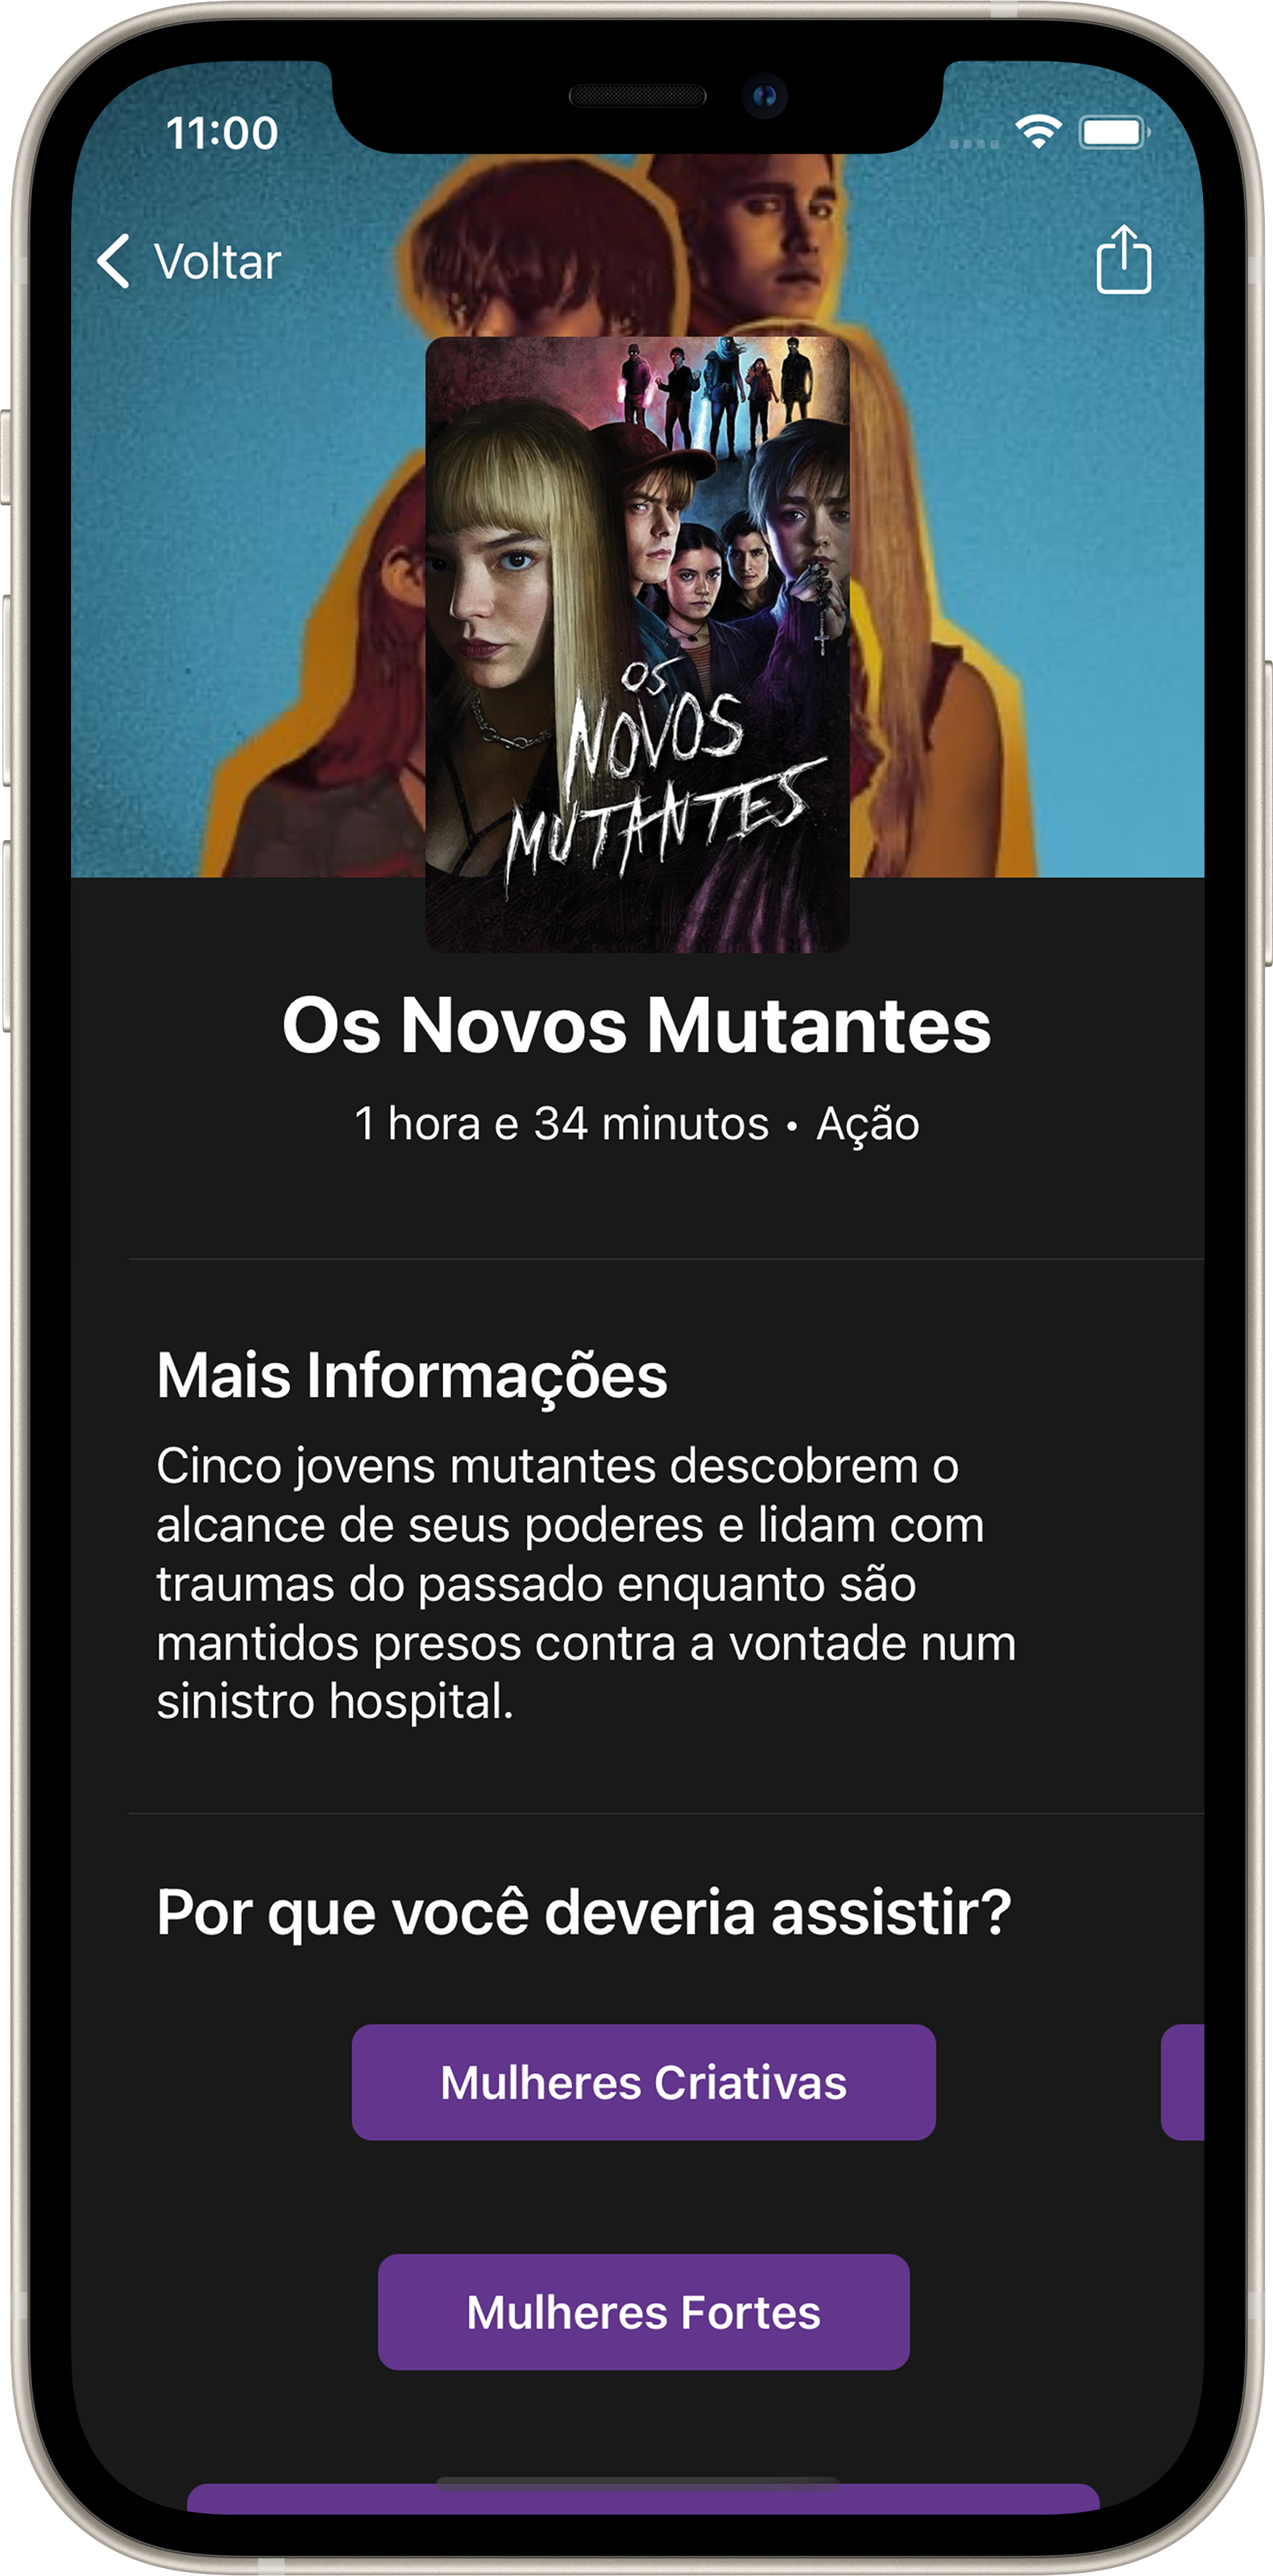 11:00
Voltar
OS
NOVOS
MUTANTES
Os Novos Mutantes
1 hora e 34 minutos • Ação
Mais Informações
Cinco jovens mutantes descobrem o
alcance de seus poderes e lidam com
traumas do passado enquanto são
mantidos presos contra a vontade num
sinistro hospital.
Por que você deveria assistir?
Mulheres Criativas
Mulheres Fortes